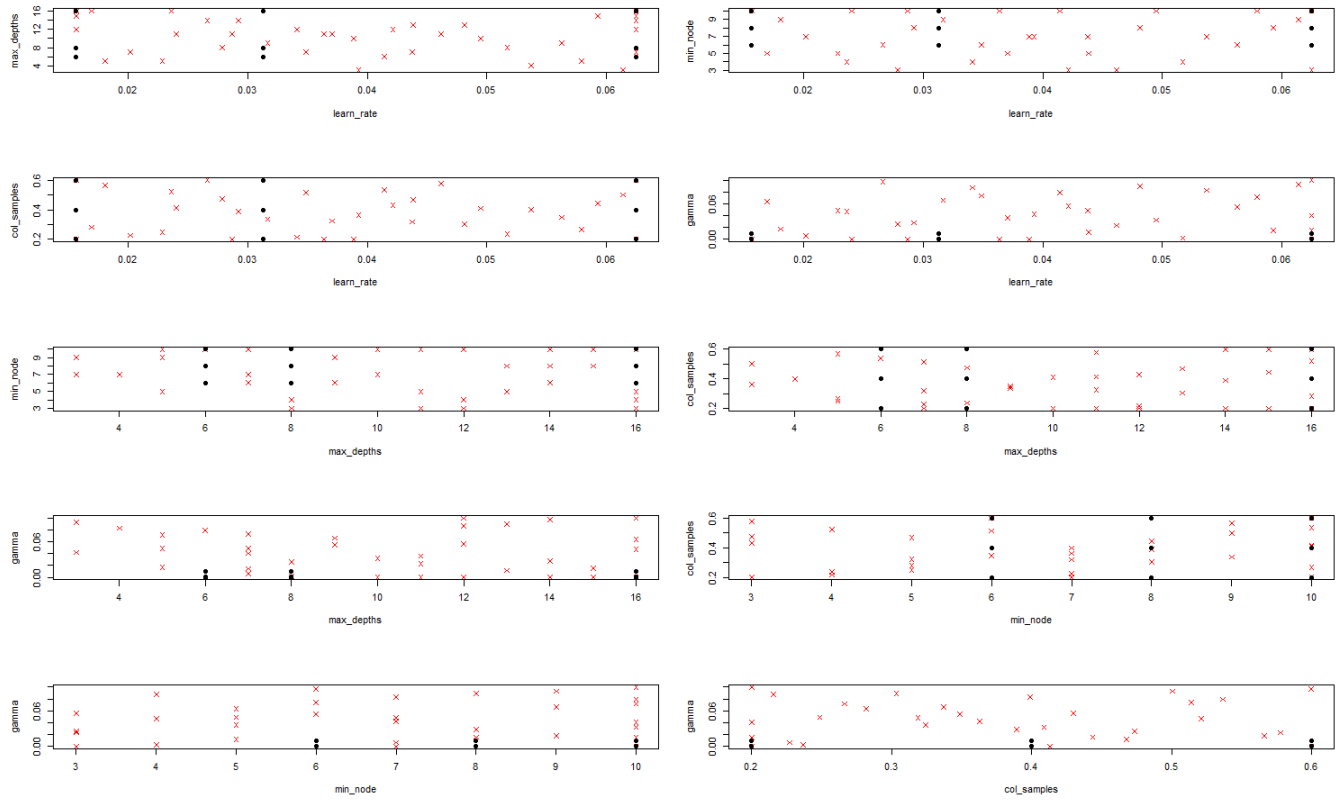 max_depths
4 8 12 16
0.02 0.03 0.04 0.05 0.06
learn_rate
min_node
3 5 7 9
0.02 0.03 0.04 0.05 0.06
learn_rate
col_samples
0.2 0.4 0.6
0.02 0.03 0.04 0.05 0.06
learn_rate
gamma
0.00 0.06
0.02 0.03 0.04 0.05 0.06
learn_rate
min_node
3 5 7 9
4 6 8 10 12 14 16
max_depths
col_samples
0.2 0.4 0.6
4 6 8 10 12 14 16
max_depths
gamma
0.00 0.06
4 6 8 10 12 14 16
max_depths
col_samples
0.2 0.4 0.6
3 4 5 6 7 8 9 10
min_node
gamma
0.00 0.06
3 4 5 6 7 8 9 10
min_node
gamma
0.00 0.06
0.2 0.3 0.4 0.5 0.6
col_samples